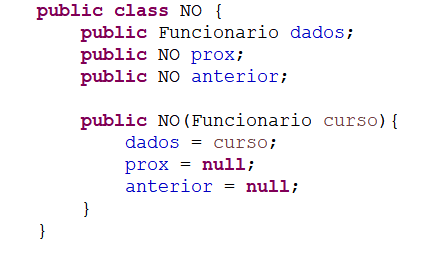 public class NO {
public Funcionario dados;
public NO prox;
public NO anterior;
public NO(Funcionario curso){
dados = curso;
prox = null;
anterior = null;
}
}